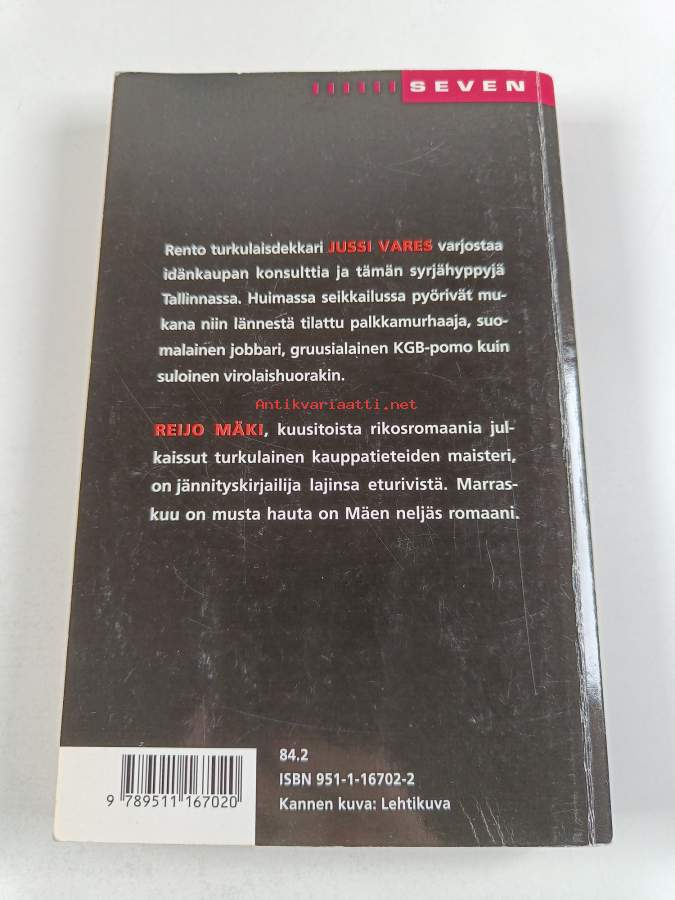 SEVEN
Rento turkulaisdekkari JUSSI VARES varjostaa
idänkaupan konsulttia ja tämän syrjähyppyjä
Tallinnassa. Huimassa seikkailussa pyörivät mu-
kana niin lännestä tilattu palkkamurhaaja, suo-
malainen jobbari, gruusialainen KGB-pomo kuin
suloinen virolaishuorakin.
Antikvariaatti.net
REIJO MÄKI, kuusitoista rikosromaania jul-
kaissut turkulainen kauppatieteiden maisteri,
on jännityskirjailija lajinsa eturivistä. Marras-
kuu on musta hauta on Mäen neljäs romaani.
84.2
ISBN 951-1-16702-2
Kannen kuva: Lehtikuva
9 789511 167020